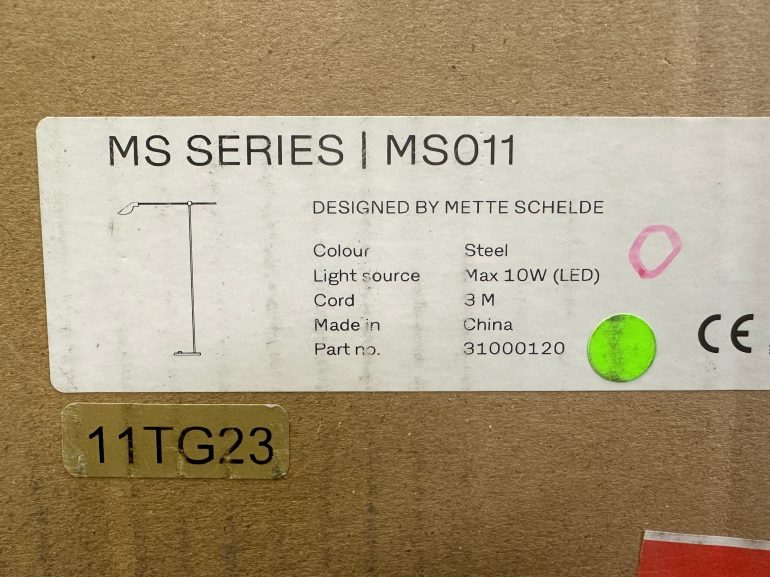 MS SERIES | MS011
DESIGNED BY METTE SCHELDE
Colour Steel
Light source Max 10W (LED)
Cord 3 M
Made in China
Part no. 31000120
CE
11TG23